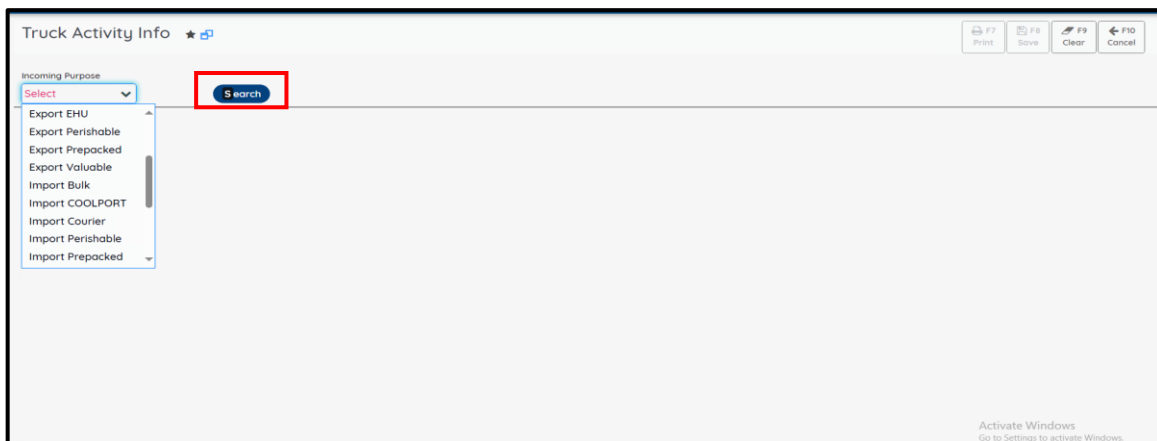 Truck Activity Info
F7 Print
F8 Save
F9 Clear
F10 Cancel
Incoming Purpose
Select
Search
Export EHU
Export Perishable
Export Prepacked
Export Valuable
Import Bulk
Import COOLPORT
Import Courier
Import Perishable
Import Prepacked
Activate Windows
Go to Settings to activate Windows.